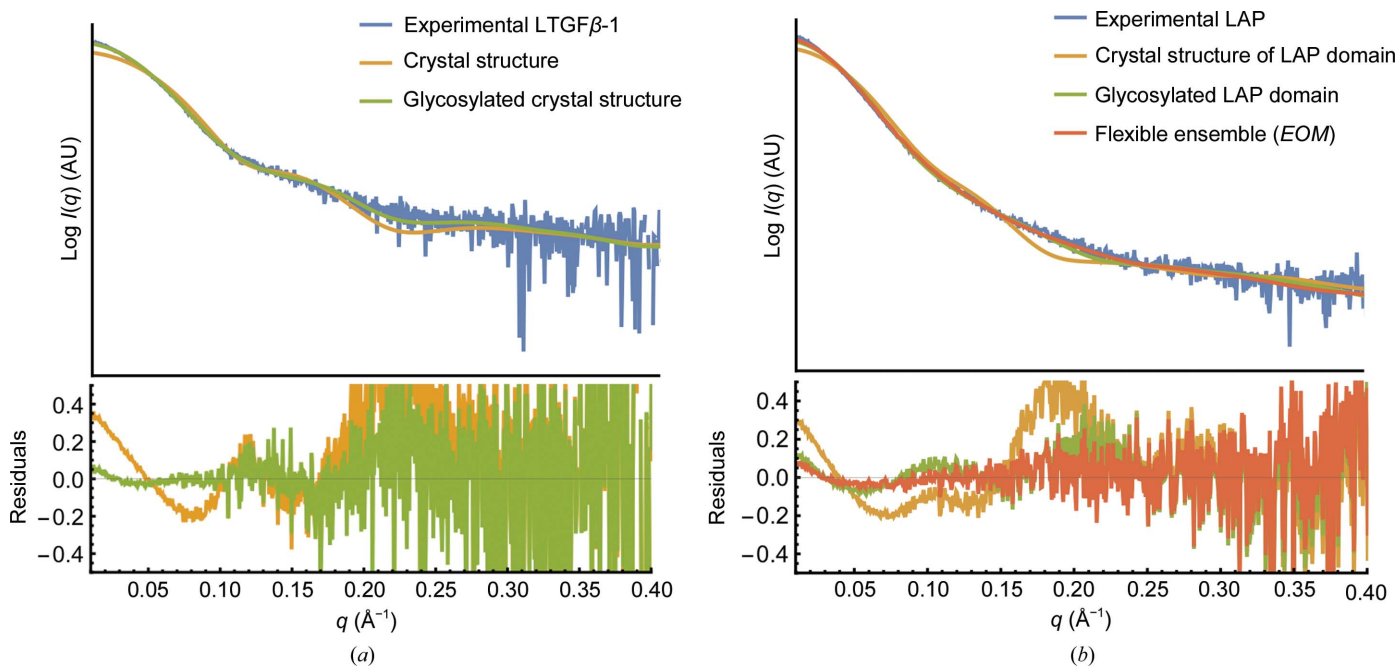 Experimental LTGFβ-1
Crystal structure
Glycosylated crystal structure
Log I(q) (AU)
0.4
0.2
0.0
−0.2
−0.4
Residuals
0.05 0.10 0.15 0.20 0.25 0.30 0.35 0.40
q (Å⁻¹)
(a)
Experimental LAP
Crystal structure of LAP domain
Glycosylated LAP domain
Flexible ensemble (EOM)
Log I(q) (AU)
0.4
0.2
0.0
−0.2
−0.4
Residuals
0.05 0.10 0.15 0.20 0.25 0.30 0.35 0.40
q (Å⁻¹)
(b)